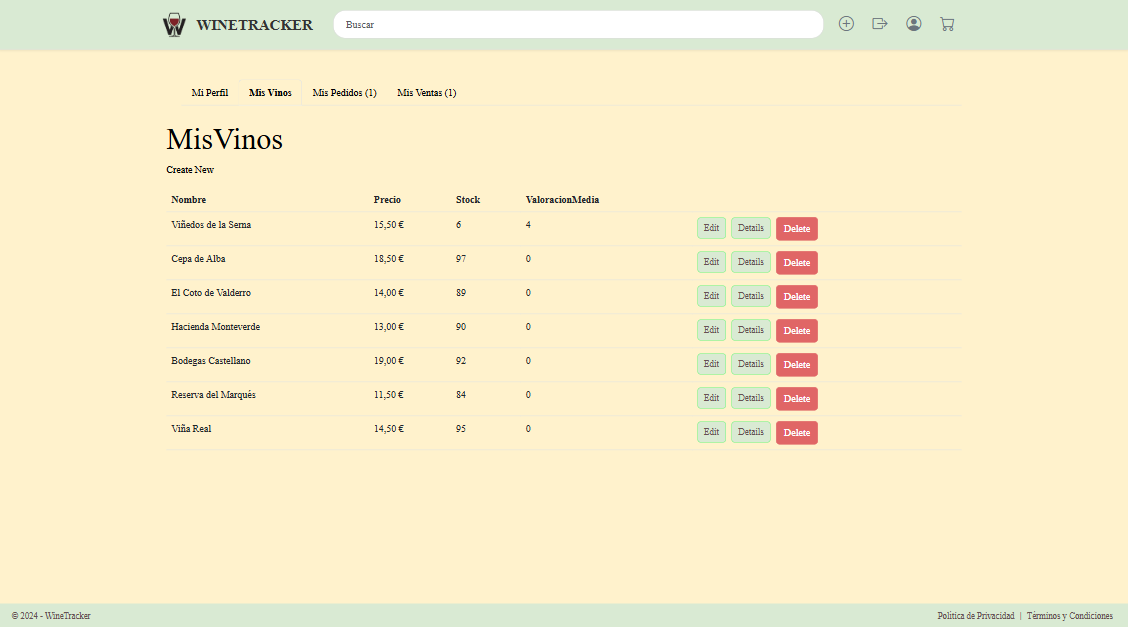 WINETRACKER Buscar
Mi Perfil Mis Vinos Mis Pedidos (1) Mis Ventas (1)
MisVinos
Create New
Nombre Precio Stock ValoracionMedia
Viñedos de la Serna 15,50 € 6 4 Edit Details Delete
Cepa de Alba 18,50 € 97 0 Edit Details Delete
El Coto de Valderro 14,00 € 89 0 Edit Details Delete
Hacienda Monteverde 13,00 € 90 0 Edit Details Delete
Bodegas Castellano 19,00 € 92 0 Edit Details Delete
Reserva del Marqués 11,50 € 84 0 Edit Details Delete
Viña Real 14,50 € 95 0 Edit Details Delete
© 2024 - WineTracker Política de Privacidad | Términos y Condiciones